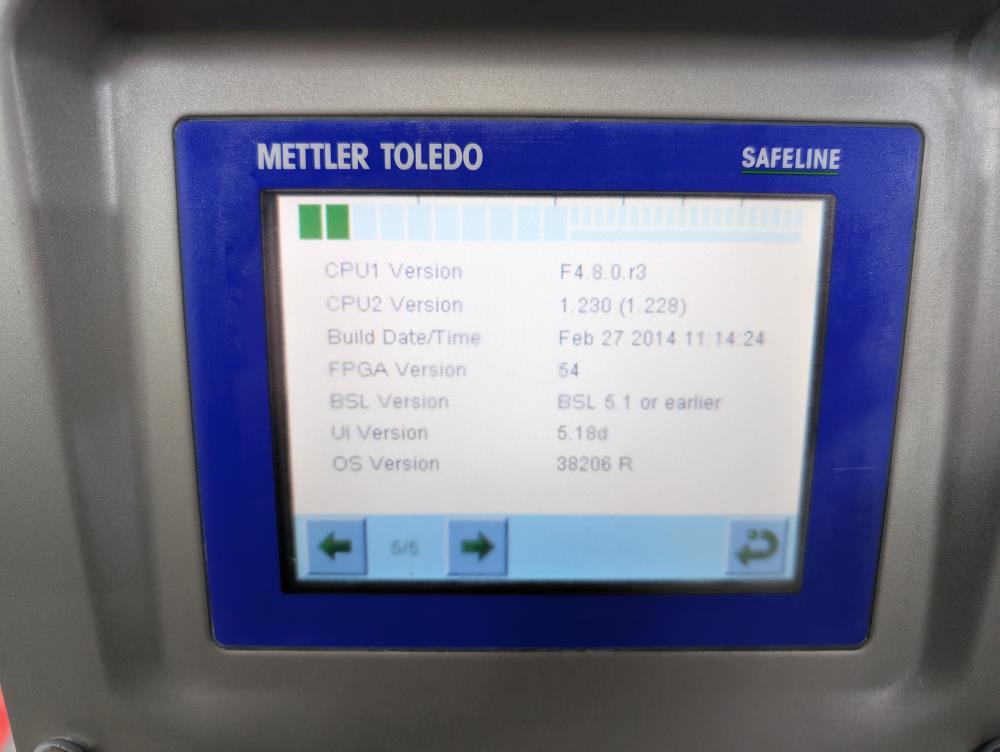 METTLER TOLEDO SAFELINE
CPU1 Version F4.8.0.r3
CPU2 Version 1.230 (1.228)
Build Date/Time Feb 27 2014 11:14:24
FPGA Version 54
BSL Version BSL 5.1 or earlier
UI Version 5.18d
OS Version 38206 R